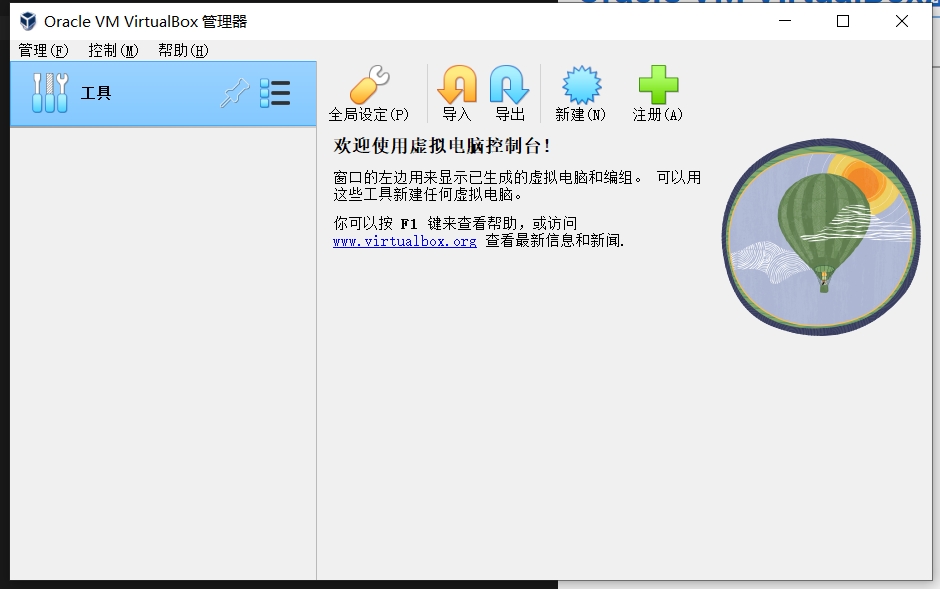 Oracle VM VirtualBox 管理器
管理(F) 控制(M) 帮助(H)
工具
全局设定(P) 导入 导出 新建(N) 注册(A)
欢迎使用虚拟电脑控制台!
窗口的左边用来显示已生成的虚拟电脑和编组。 可以用
这些工具新建任何虚拟电脑。
你可以按 F1 键来查看帮助，或访问
www.virtualbox.org 查看最新信息和新闻.